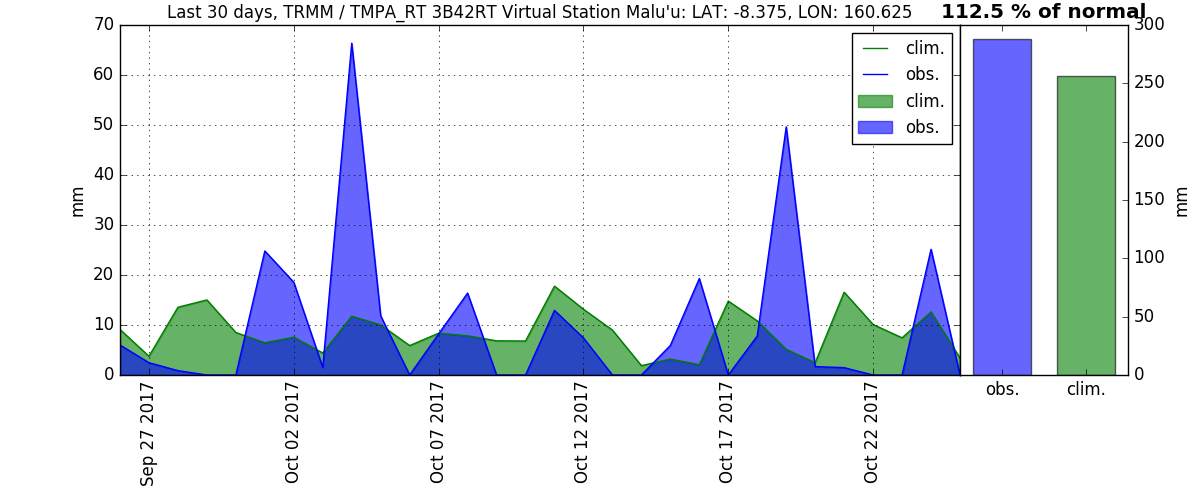 Last 30 days, TRMM / TMPA_RT 3B42RT Virtual Station Malu'u: LAT: -8.375, LON: 160.625
112.5 % of normal
70
60
50
40
30
20
10
0
mm
clim.
obs.
clim.
obs.
Sep 27 2017
Oct 02 2017
Oct 07 2017
Oct 12 2017
Oct 17 2017
Oct 22 2017
300
250
200
150
100
50
0
mm
obs.
clim.